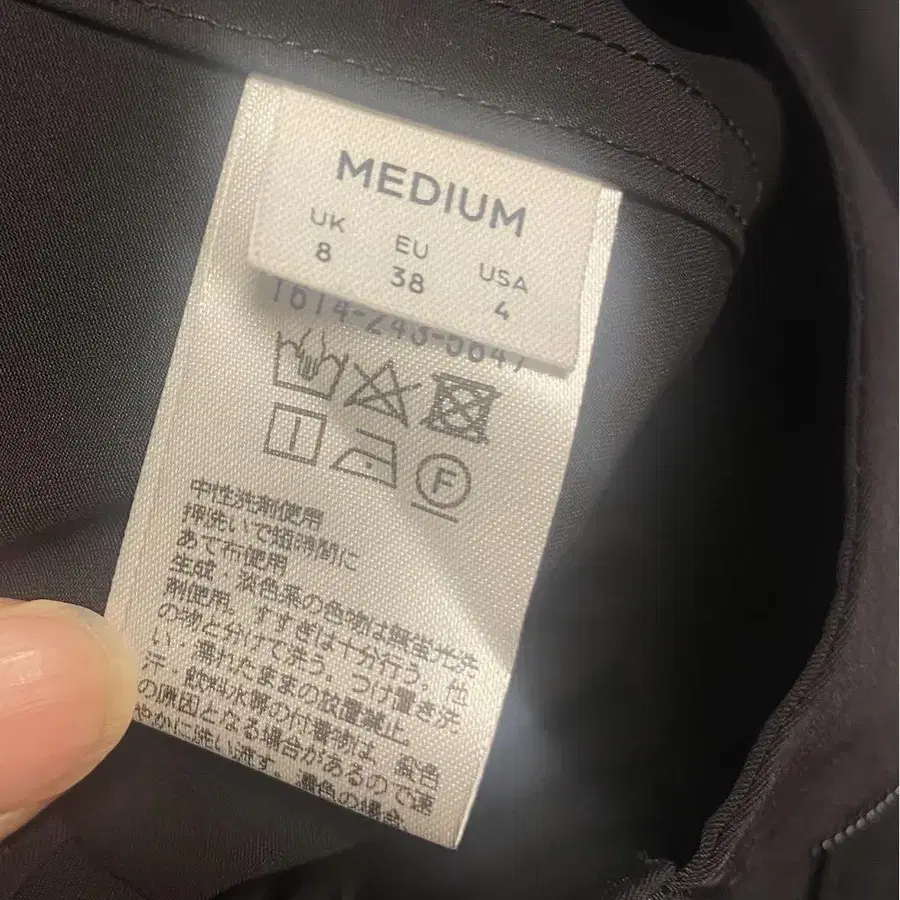 MEDIUM
UK EU USA
8 38 4
F
中性洗剤使用
押洗いで短時間に
あて布使用
生成・淡色系の色物は無蛍光洗
剤使用。すすぎは十分行う。色
の物と分けて洗う。つけ置き洗
い、濡れたままの放置禁止。
汗、飲料水等の付着物は、製色
の原因となる場合があるので速
やかに洗い流す。濃色の場合、